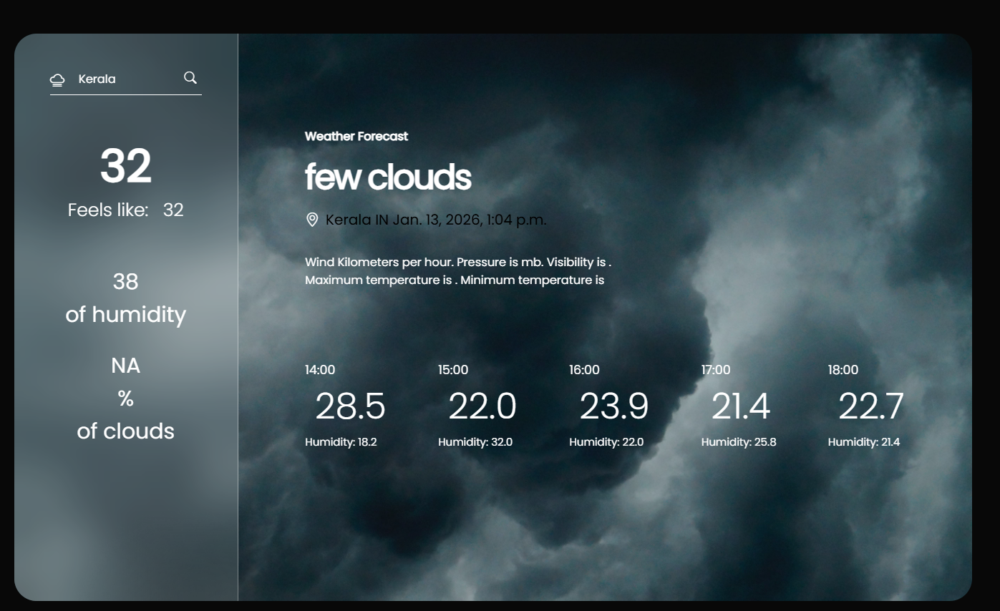 Kerala
32
Feels like: 32
38
of humidity
NA
%
of clouds
Weather Forecast
few clouds
Kerala IN Jan. 13, 2026, 1:04 p.m.
Wind Kilometers per hour. Pressure is mb. Visibility is .
Maximum temperature is . Minimum temperature is
14:00 15:00 16:00 17:00 18:00
28.5 22.0 23.9 21.4 22.7
Humidity: 18.2 Humidity: 32.0 Humidity: 22.0 Humidity: 25.8 Humidity: 21.4